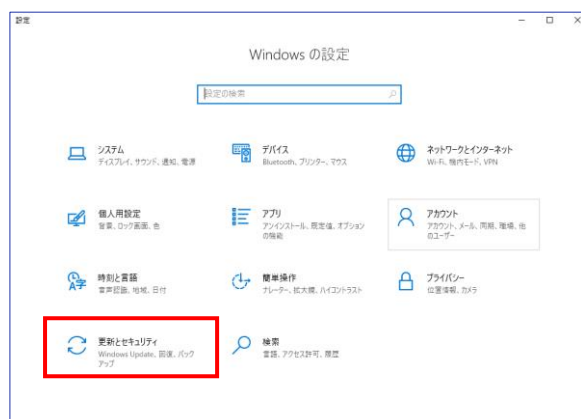 設定
Windows の設定
設定の検索
システム
ディスプレイ、サウンド、通知、電源
デバイス
Bluetooth、プリンター、マウス
ネットワークとインターネット
Wi-Fi、機内モード、VPN
個人用設定
背景、ロック画面、色
アプリ
アンインストール、既定値、オプション
の機能
アカウント
アカウント、メール、同期、職場、他
のユーザー
時刻と言語
音声認識、地域、日付
簡単操作
ナレーター、拡大鏡、ハイコントラスト
プライバシー
位置情報、カメラ
更新とセキュリティ
Windows Update、回復、バック
アップ
検索
言語、アクセス許可、履歴